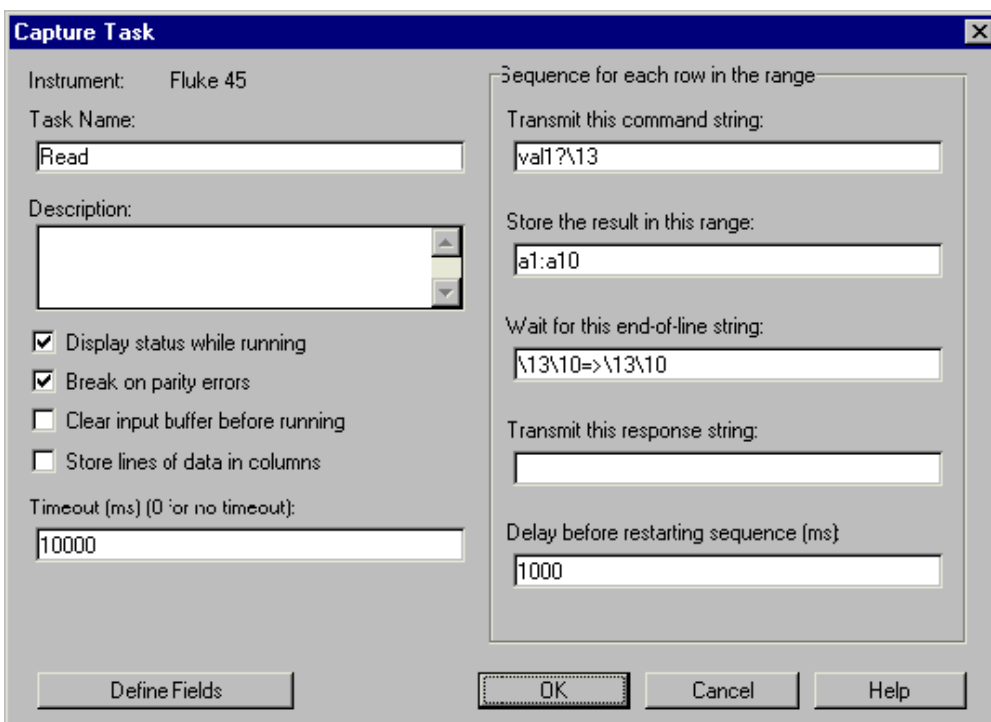 Capture Task
Instrument: Fluke 45
Task Name:
Read
Description:
Display status while running
Break on parity errors
Clear input buffer before running
Store lines of data in columns
Timeout (ms) (0 for no timeout):
10000
Sequence for each row in the range
Transmit this command string:
val1?\13
Store the result in this range:
a1:a10
Wait for this end-of-line string:
\13\10=>\13\10
Transmit this response string:
Delay before restarting sequence (ms):
1000
Define Fields
OK
Cancel
Help